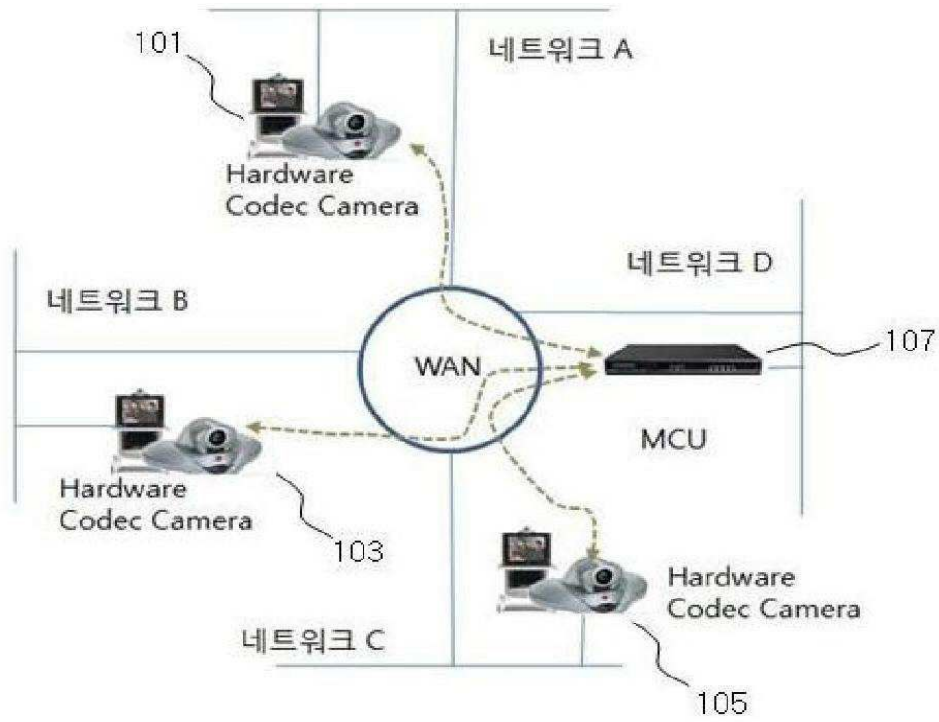 101
네트워크 A
Hardware
Codec Camera
네트워크 D
네트워크 B
WAN
107
MCU
Hardware
Codec Camera
103
Hardware
Codec Camera
네트워크 C
105